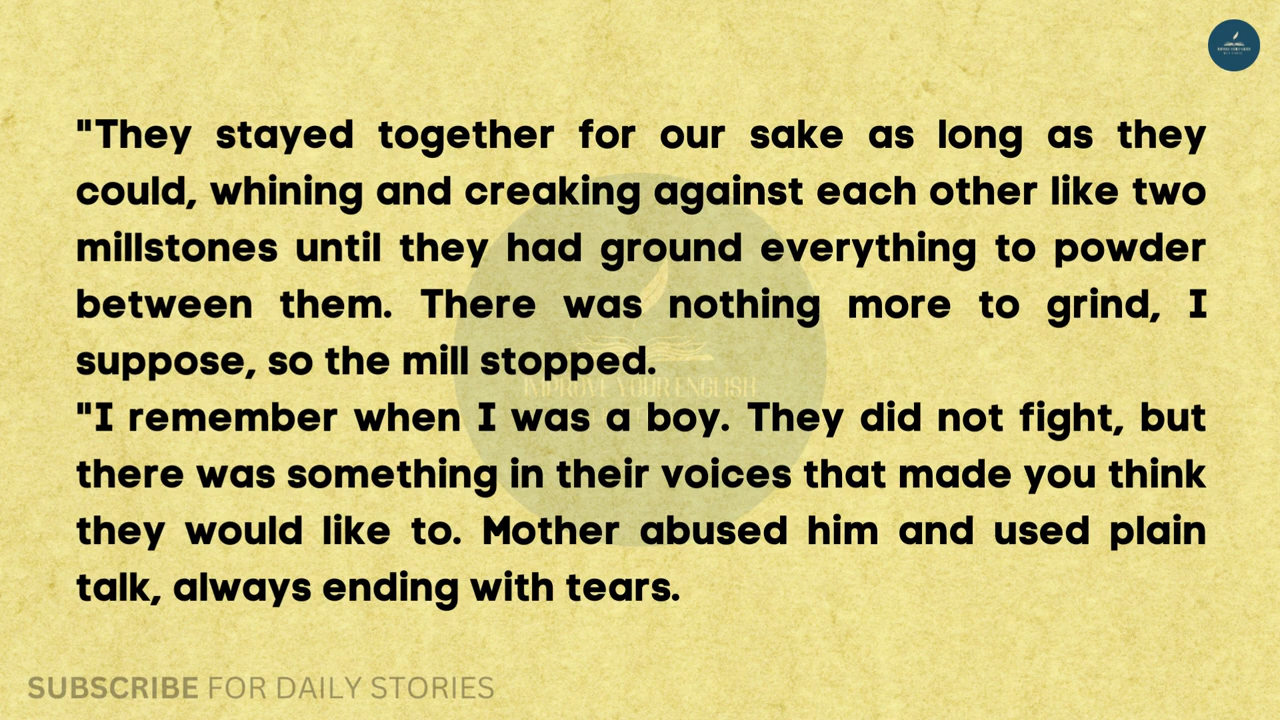 "They stayed together for our sake as long as they
could, whining and creaking against each other like two
millstones until they had ground everything to powder
between them. There was nothing more to grind, I
suppose, so the mill stopped.
"I remember when I was a boy. They did not fight, but
there was something in their voices that made you think
they would like to. Mother abused him and used plain
talk, always ending with tears.
IMPROVE YOUR ENGLISH
SUBSCRIBE FOR DAILY STORIES